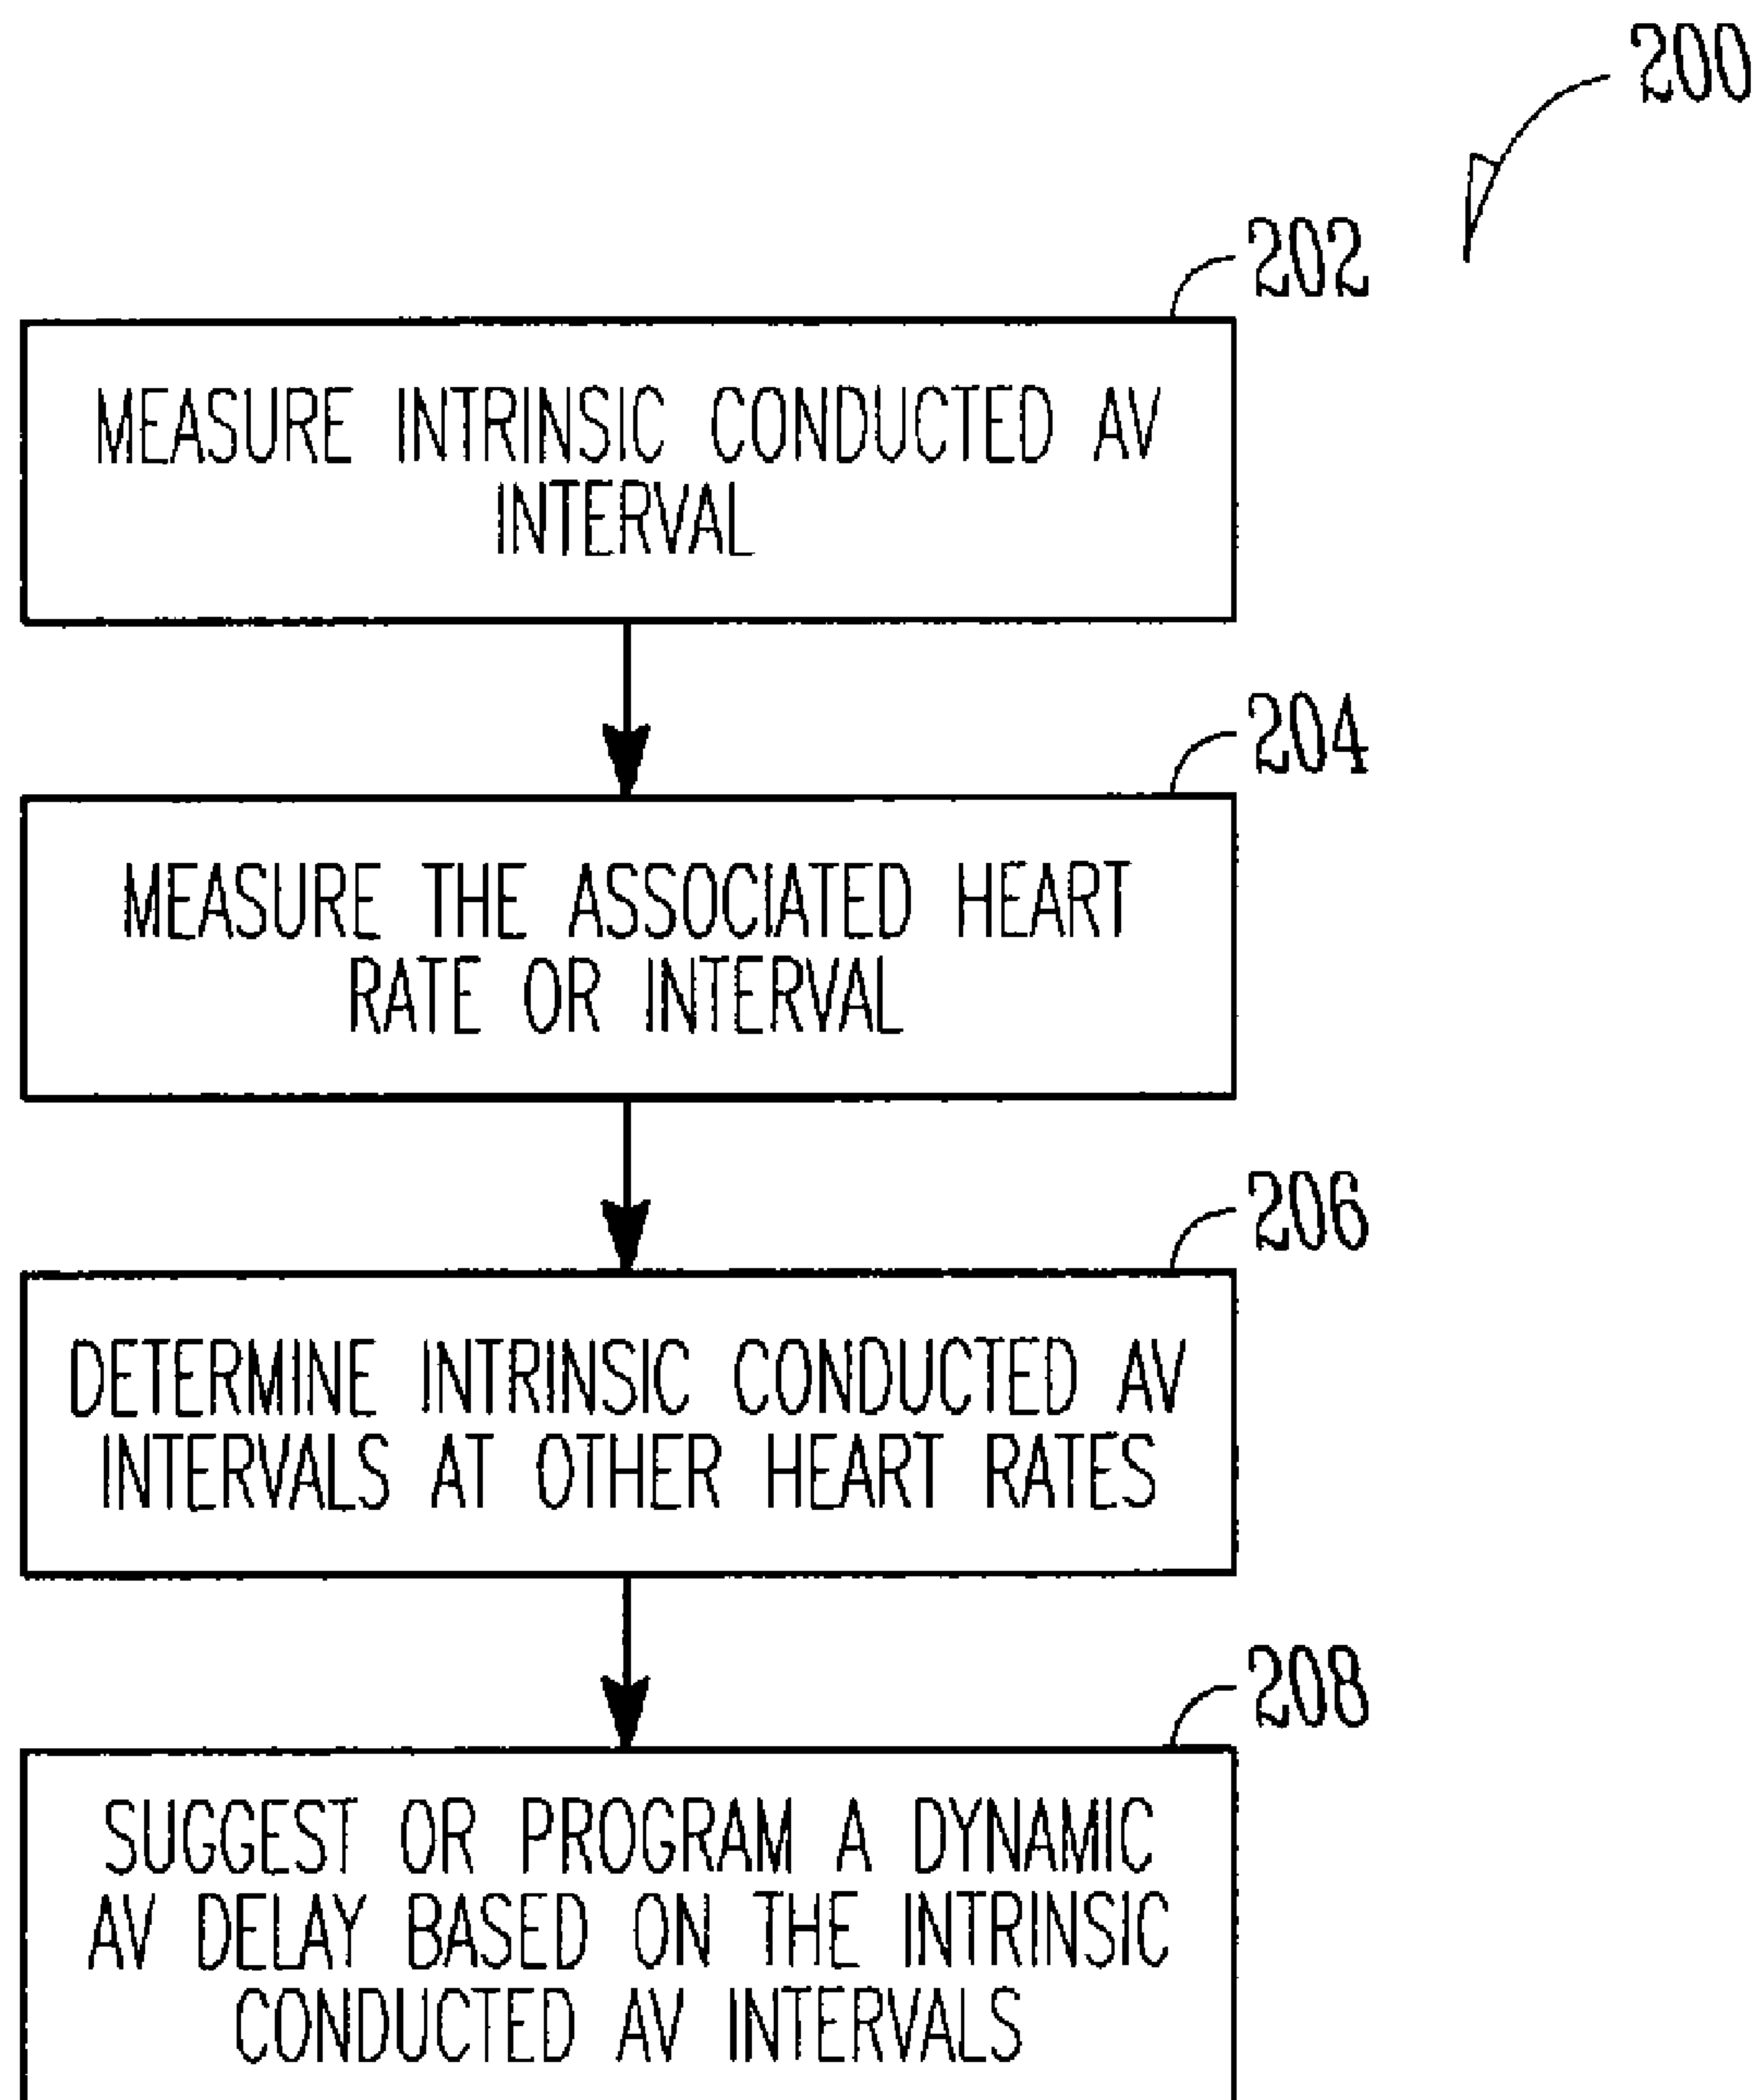 200
202
MEASURE INTRINSIC CONDUCTED AV
INTERVAL
204
MEASURE THE ASSOCIATED HEART
RATE OR INTERVAL
206
DETERMINE INTRINSIC CONDUCTED AV
INTERVALS AT OTHER HEART RATES
208
SUGGEST OR PROGRAM A DYNAMIC
AV DELAY BASED ON THE INTRINSIC
CONDUCTED AV INTERVALS